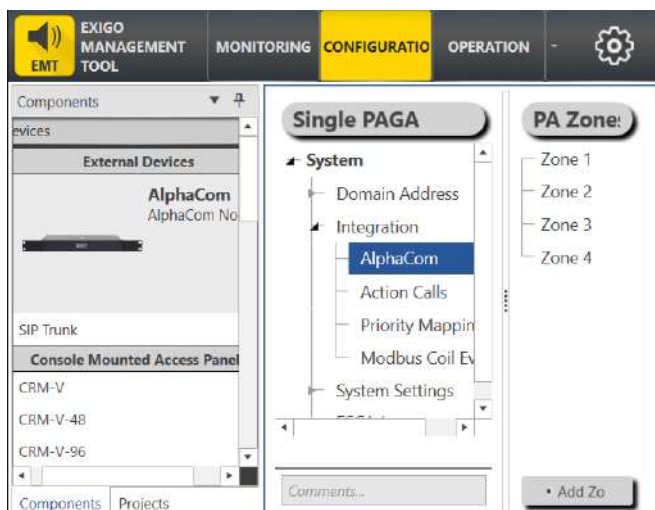 EXIGO
MANAGEMENT
TOOL
EMT
MONITORING
CONFIGURATIO
OPERATION
Components
evices
External Devices
AlphaCom
AlphaCom No
SIP Trunk
Console Mounted Access Panel
CRM-V
CRM-V-48
CRM-V-96
Components
Projects
Single PAGA
System
Domain Address
Integration
AlphaCom
Action Calls
Priority Mappin
Modbus Coil Ev
System Settings
Comments...
PA Zone:
Zone 1
Zone 2
Zone 3
Zone 4
• Add Zo